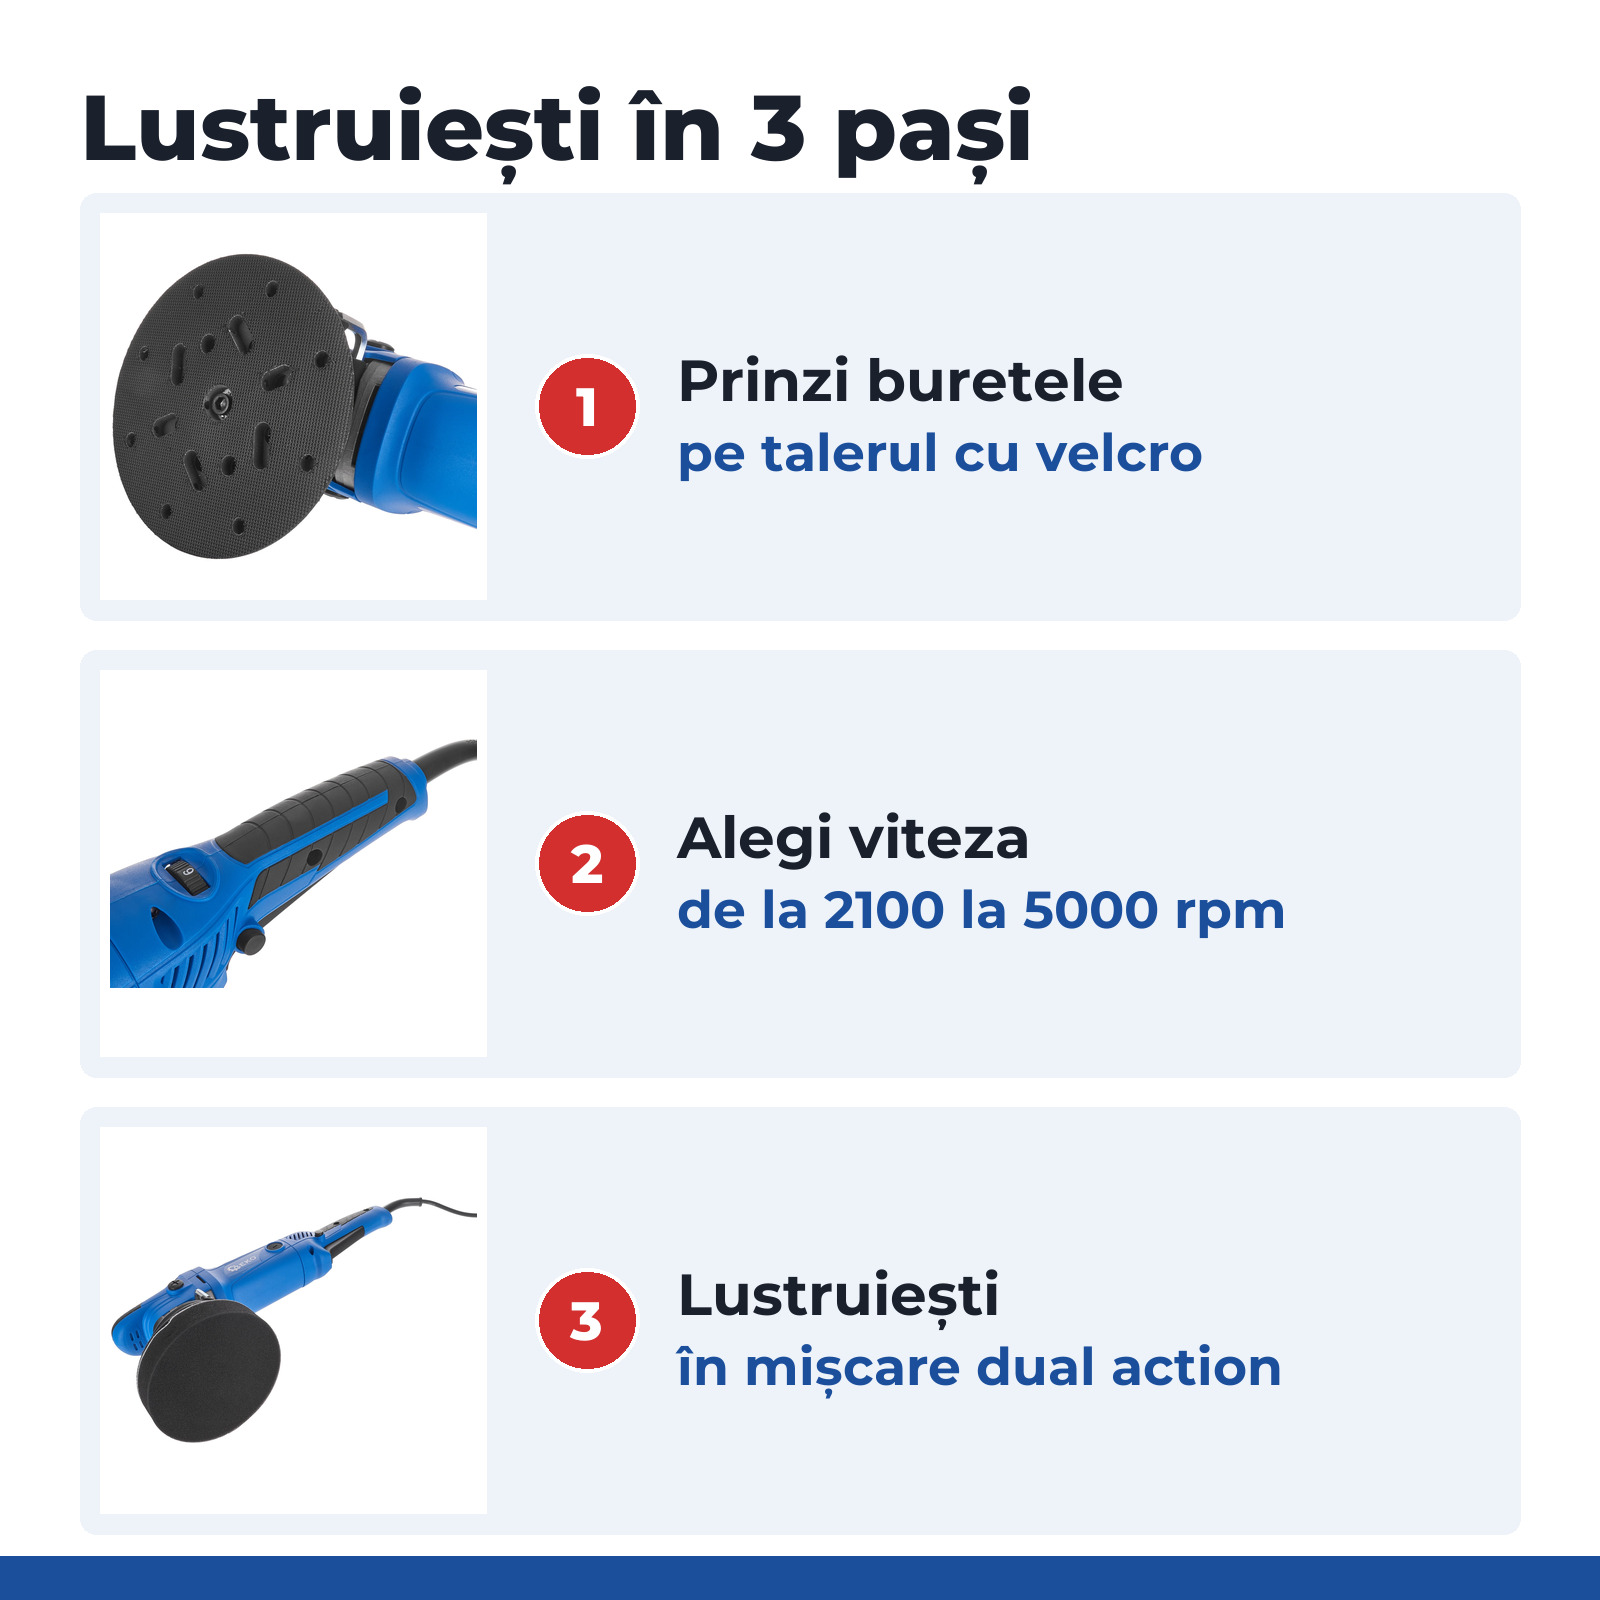 Lustruiești în 3 pași
1
Prinzi buretele
pe talerul cu velcro
6
2
Alegi viteza
de la 2100 la 5000 rpm
3
Lustruiești
în mișcare dual action